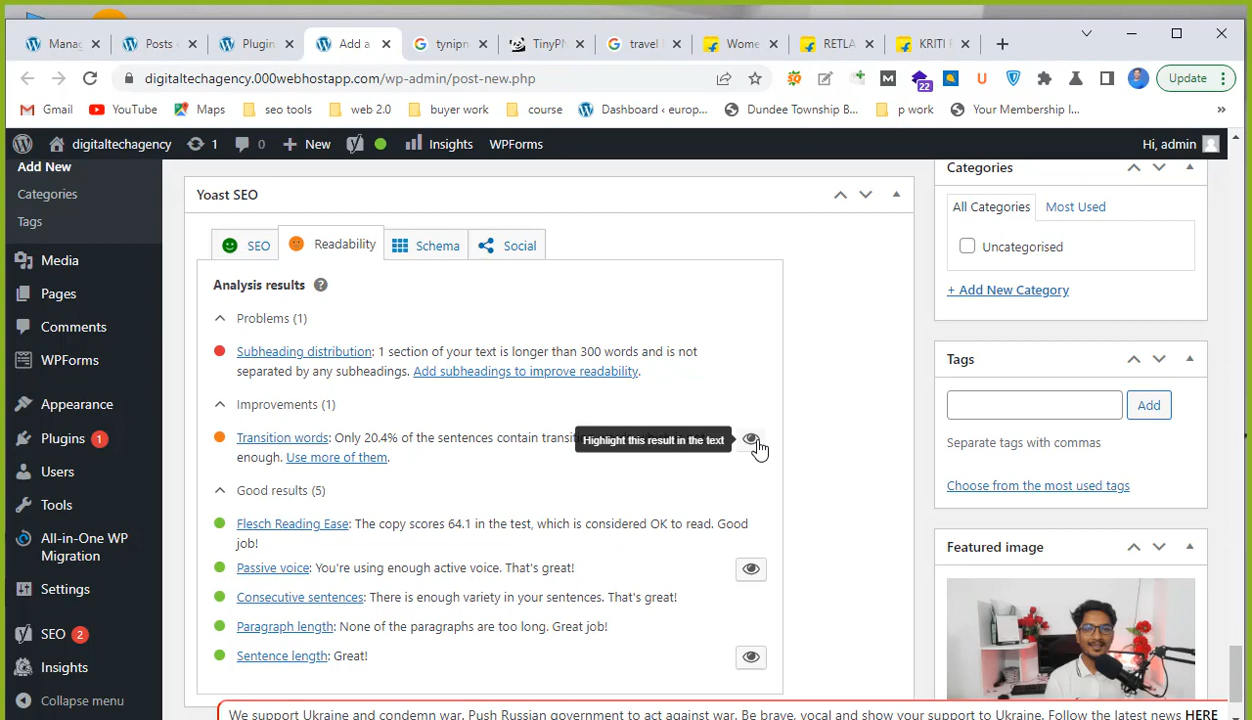 Manag
Posts
Plugin
Add a
tynipn
TinyPN
travel
Wome
RETLA
KRITI
digitaltechagency.000webhostapp.com/wp-admin/post-new.php
22
Update
Gmail
YouTube
Maps
seo tools
web 2.0
buyer work
course
Dashboard ‹ europ...
Dundee Township B...
p work
Your Membership I...
»
digitaltechagency
1
0
New
Insights
WPForms
Hi, admin
Add New
Categories
Tags
Media
Pages
Comments
WPForms
Appearance
Plugins 1
Users
Tools
All-in-One WP
Migration
Settings
SEO 2
Insights
Collapse menu
Yoast SEO
SEO
Readability
Schema
Social
Analysis results
Problems (1)
Subheading distribution: 1 section of your text is longer than 300 words and is not
separated by any subheadings. Add subheadings to improve readability.
Improvements (1)
Transition words: Only 20.4% of the sentences contain transiti
enough. Use more of them.
Highlight this result in the text
Good results (5)
Flesch Reading Ease: The copy scores 64.1 in the test, which is considered OK to read. Good
job!
Passive voice: You're using enough active voice. That's great!
Consecutive sentences: There is enough variety in your sentences. That's great!
Paragraph length: None of the paragraphs are too long. Great job!
Sentence length: Great!
Categories
All Categories
Most Used
Uncategorised
+ Add New Category
Tags
Add
Separate tags with commas
Choose from the most used tags
Featured image
We support Ukraine and condemn war. Push Russian government to act against war. Be brave, vocal and show your support to Ukraine. Follow the latest news HERE